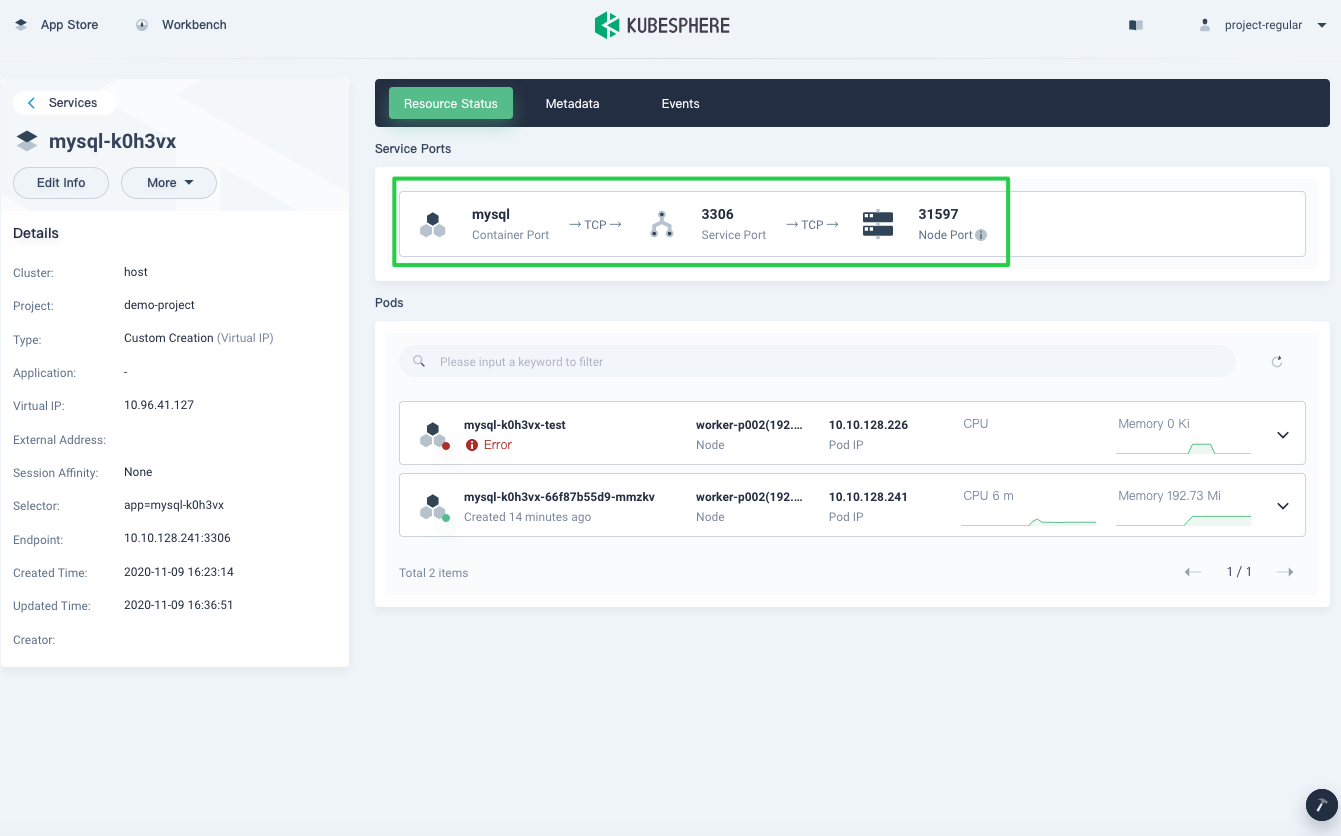 App Store Workbench KUBESPHERE project-regular
Services
mysql-k0h3vx
Edit Info More
Details
Cluster: host
Project: demo-project
Type: Custom Creation (Virtual IP)
Application: -
Virtual IP: 10.96.41.127
External Address:
Session Affinity: None
Selector: app=mysql-k0h3vx
Endpoint: 10.10.128.241:3306
Created Time: 2020-11-09 16:23:14
Updated Time: 2020-11-09 16:36:51
Creator:
Resource Status Metadata Events
Service Ports
mysql 3306 31597
→ TCP → → TCP →
Container Port Service Port Node Port
Pods
Please input a keyword to filter
mysql-k0h3vx-test worker-p002(192.... 10.10.128.226 CPU Memory 0 Ki
Error Node Pod IP
mysql-k0h3vx-66f87b55d9-mmzkv worker-p002(192.... 10.10.128.241 CPU 6 m Memory 192.73 Mi
Created 14 minutes ago Node Pod IP
Total 2 items 1 / 1